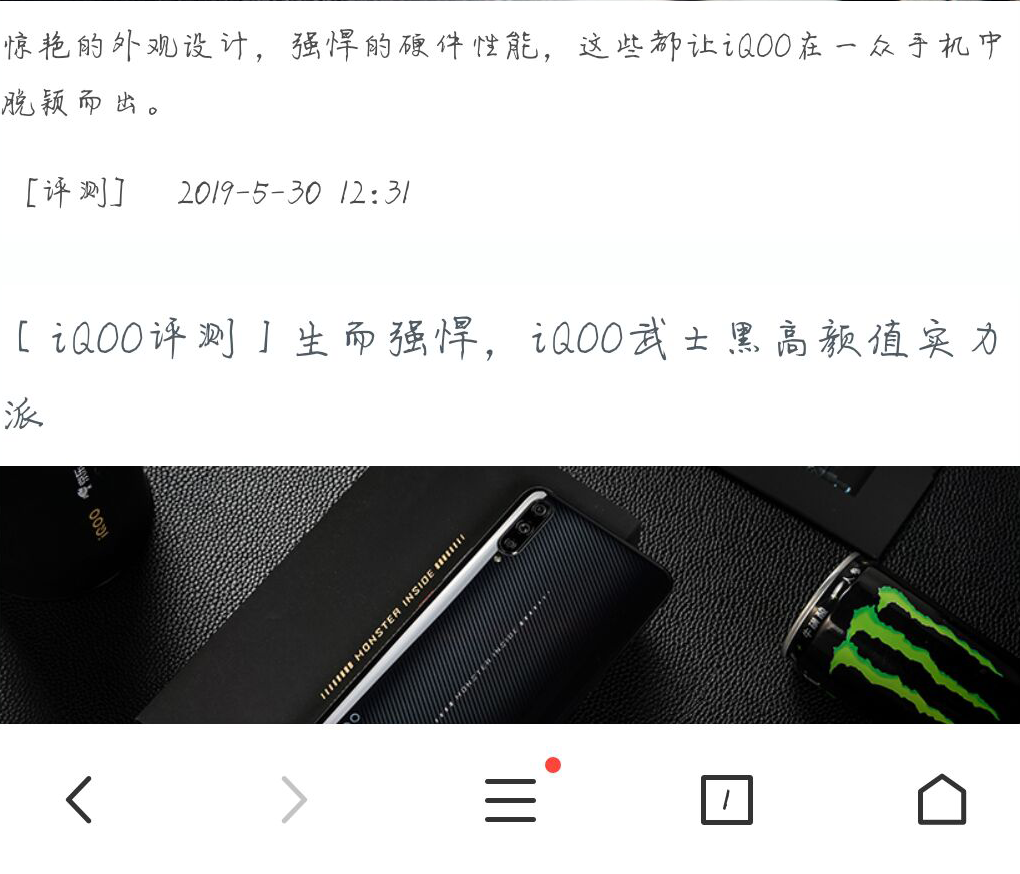 惊艳的外观设计，强悍的硬件性能，这些都让iQOO在一众手机中
脱颖而出。
[评测] 2019-5-30 12:31
[iQOO评测]生而强悍，iQOO武士黑高颜值实力
派
iQOO
MONSTER INSIDE
MONSTER INSIDE
1